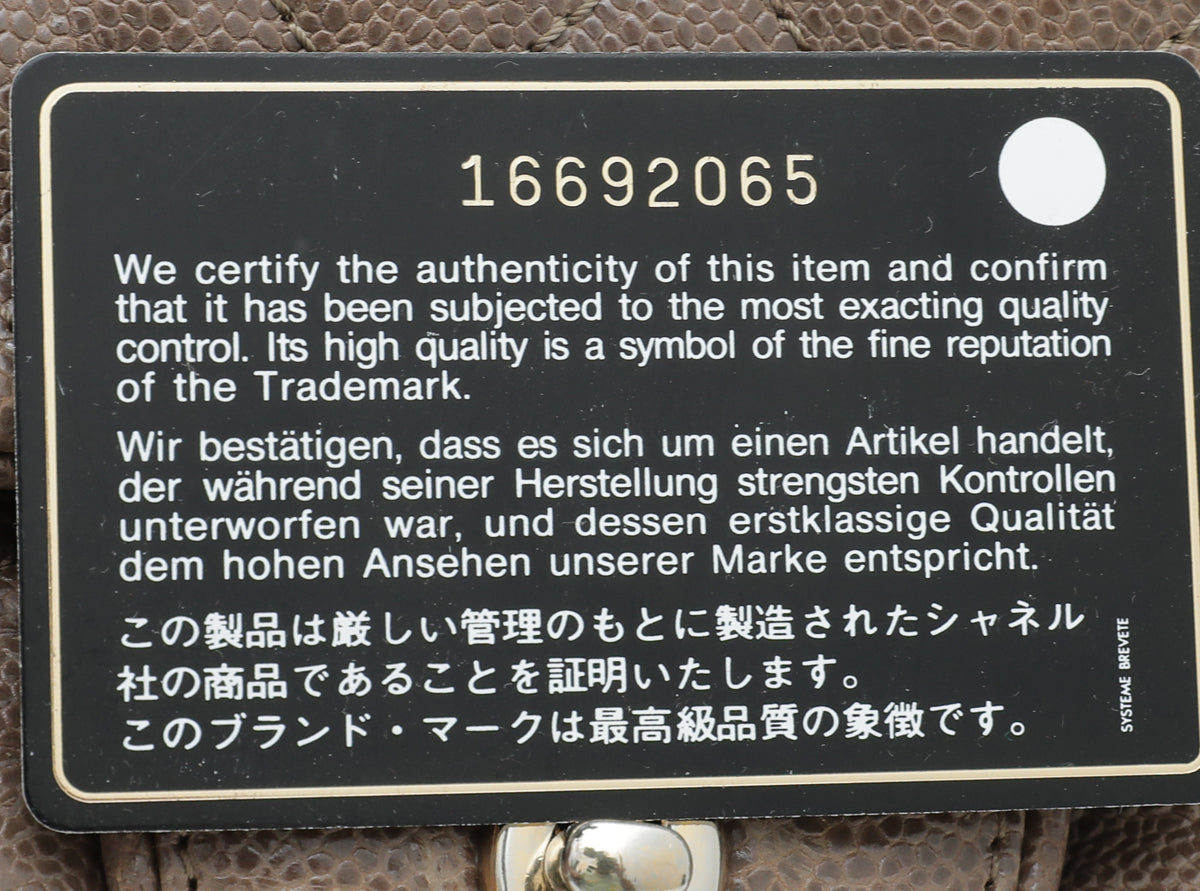 16692065
We certify the authenticity of this item and confirm
that it has been subjected to the most exacting quality
control. Its high quality is a symbol of the fine reputation
of the Trademark.
Wir bestätigen, dass es sich um einen Artikel handelt,
der während seiner Herstellung strengsten Kontrollen
unterworfen war, und dessen erstklassige Qualität
dem hohen Ansehen unserer Marke entspricht.
この製品は厳しい管理のもとに製造されたシャネル
社の商品であることを証明いたします。
このブランド・マークは最高級品質の象徴です。
SYSTEME BREVETE